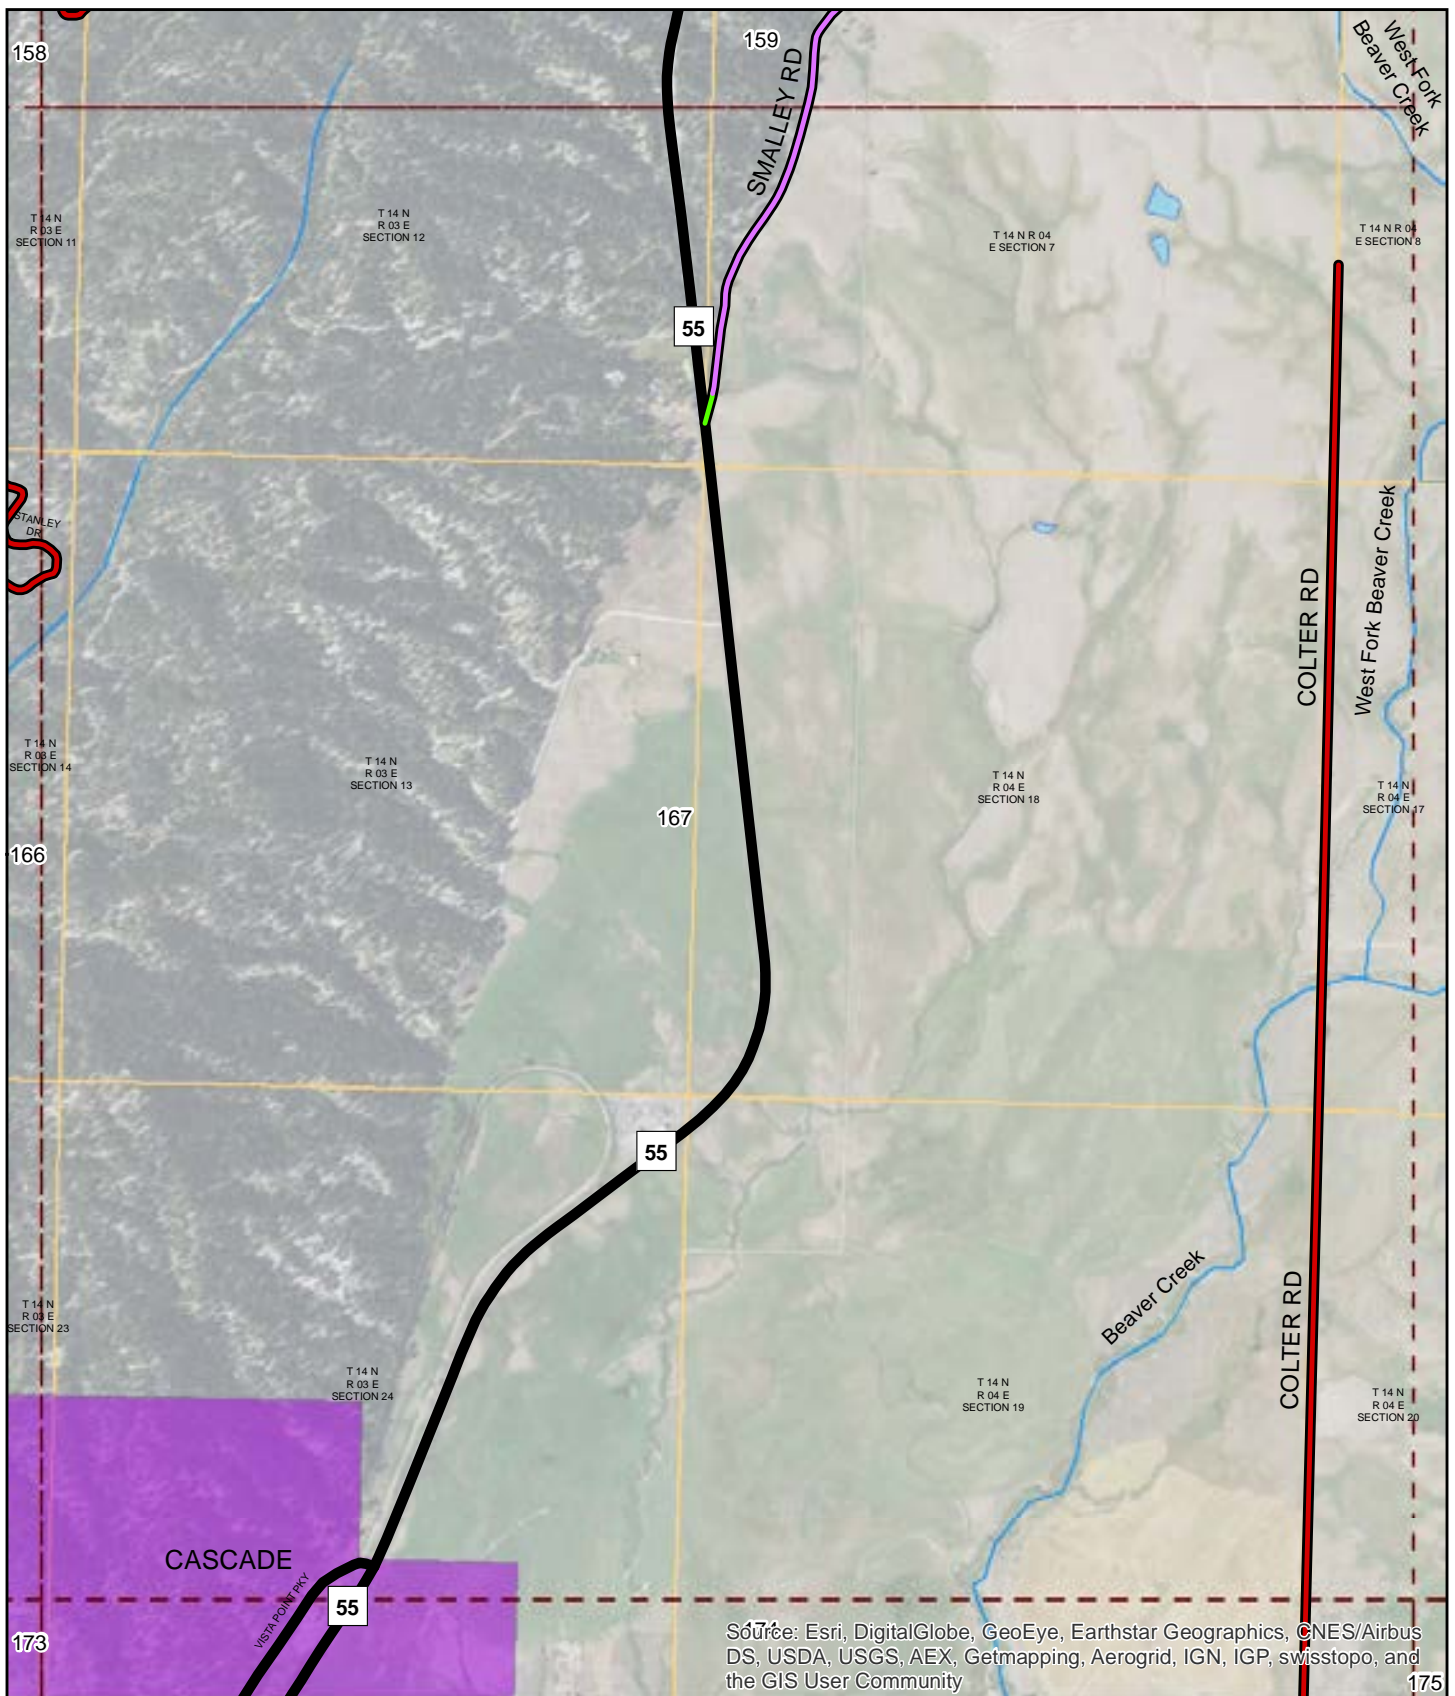 158
159
West Fork
Beaver Creek
SMALLEY RD
T 14 N
R 03 E
SECTION 11
T 14 N
R 03 E
SECTION 12
T 14 N R 04
E SECTION 7
T 14 N R 04
E SECTION 8
55
STANLEY
DR
COLTER RD
West Fork Beaver Creek
T 14 N
R 03 E
SECTION 14
T 14 N
R 03 E
SECTION 13
T 14 N
R 04 E
SECTION 18
T 14 N
R 04 E
SECTION 17
167
166
55
Beaver Creek
COLTER RD
T 14 N
R 03 E
SECTION 23
T 14 N
R 03 E
SECTION 24
T 14 N
R 04 E
SECTION 19
T 14 N
R 04 E
SECTION 20
CASCADE
VISTA POINT PKY
55
173
174
Source: Esri, DigitalGlobe, GeoEye, Earthstar Geographics, CNES/Airbus
DS, USDA, USGS, AEX, Getmapping, Aerogrid, IGN, IGP, swisstopo, and
the GIS User Community
175